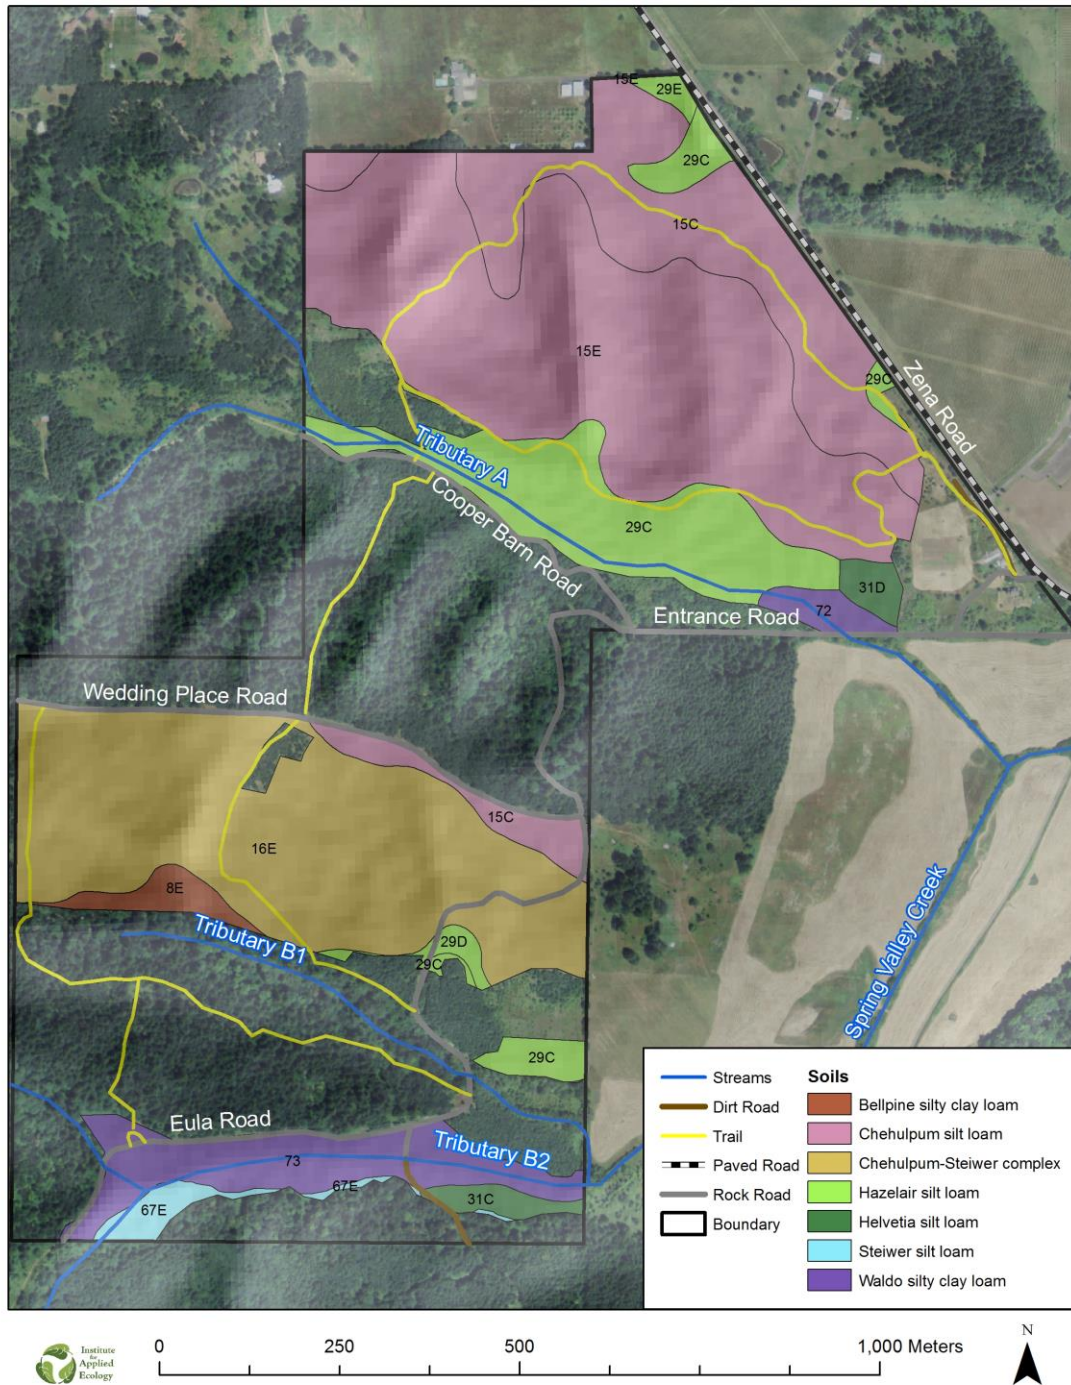 15E
29E
29C
15C
15E
29C
Zena Road
Tributary A
Cooper Barn Road
29C
31D
72
Entrance Road
Wedding Place Road
15C
16E
8E
Tributary B1
29D
29C
Spring Valley Creek
29C
Eula Road
Tributary B2
73
67E
67E
31C
Streams
Dirt Road
Trail
Paved Road
Rock Road
Boundary
Soils
Bellpine silty clay loam
Chehulpum silt loam
Chehulpum-Steiwer complex
Hazelair silt loam
Helvetia silt loam
Steiwer silt loam
Waldo silty clay loam
Institute
for
Applied
Ecology
0 250 500 1,000 Meters
N